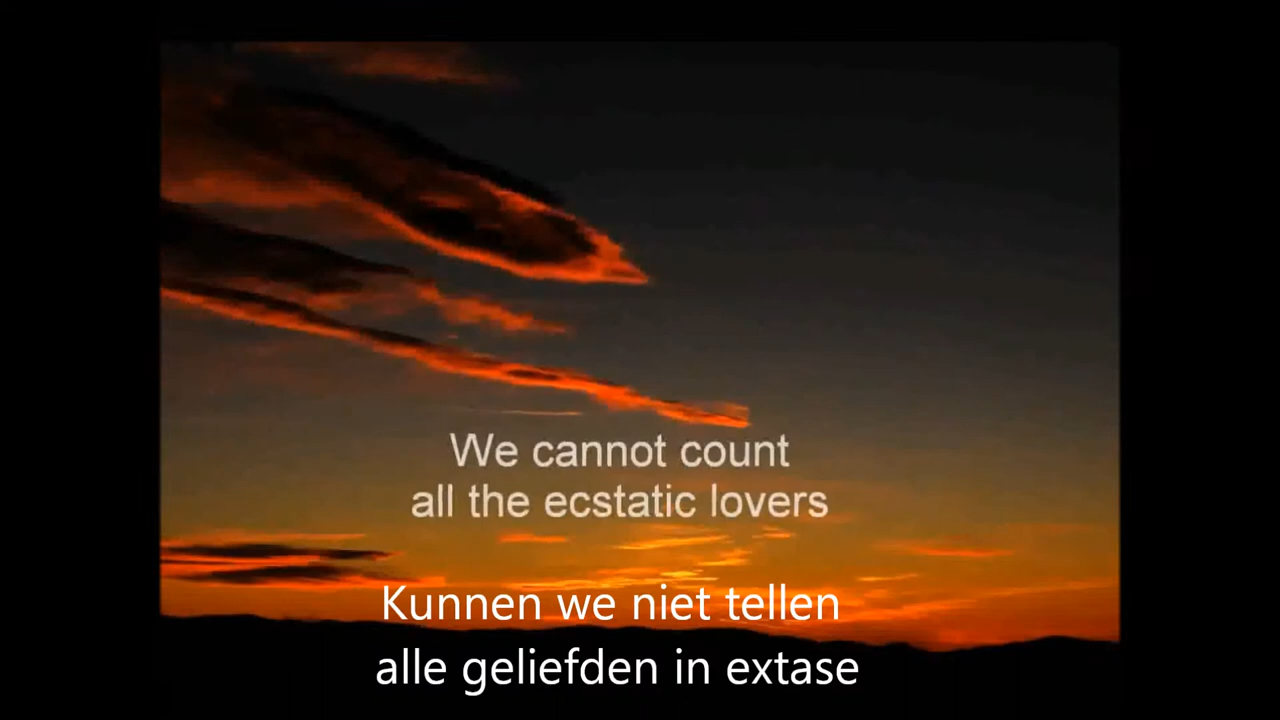 We cannot count
all the ecstatic lovers
Kunnen we niet tellen
alle geliefden in extase